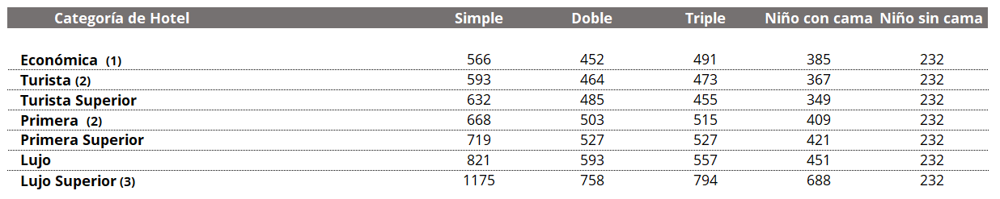 Categoría de Hotel Simple Doble Triple Niño con cama Niño sin cama
Económica (1) 566 452 491 385 232
Turista (2) 593 464 473 367 232
Turista Superior 632 485 455 349 232
Primera (2) 668 503 515 409 232
Primera Superior 719 527 527 421 232
Lujo 821 593 557 451 232
Lujo Superior (3) 1175 758 794 688 232